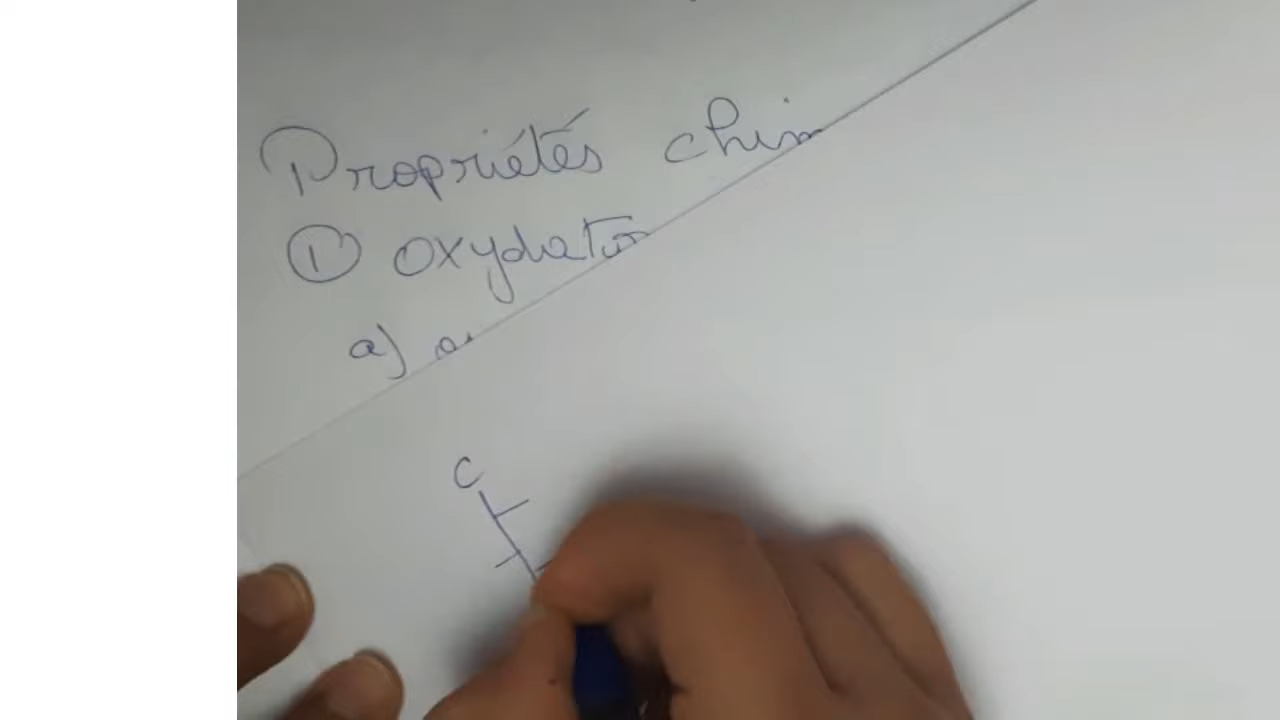 Propriétés chim
① oxydation
a)
C